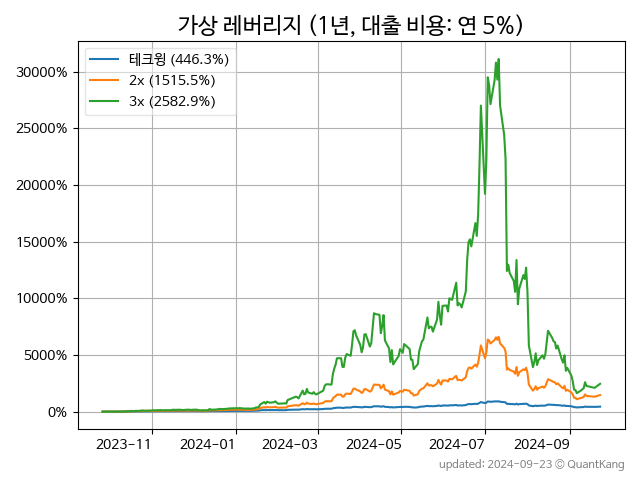 가상 레버리지 (1년, 대출 비용: 연 5%)
테크윙 (446.3%)
2x (1515.5%)
3x (2582.9%)
30000%
25000%
20000%
15000%
10000%
5000%
0%
2023-11 2024-01 2024-03 2024-05 2024-07 2024-09
updated: 2024-09-23 © QuantKang